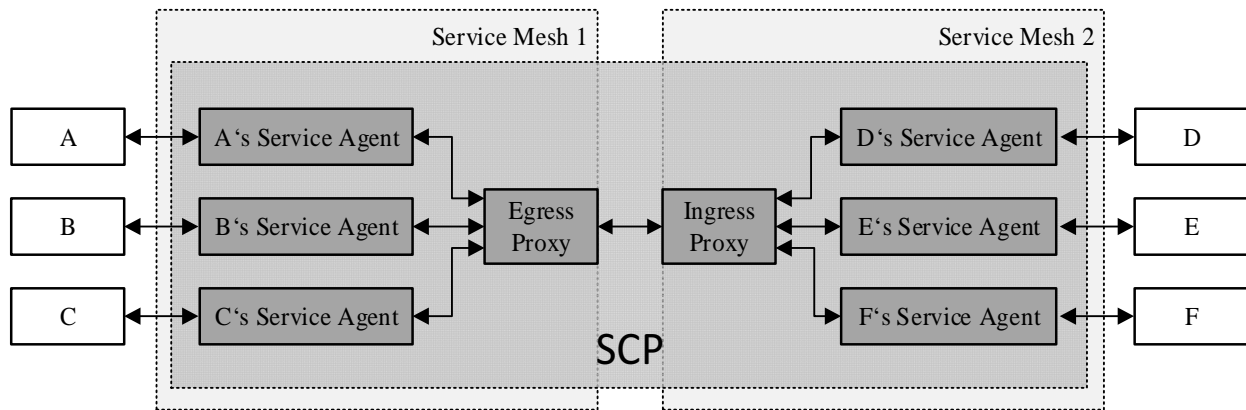 Service Mesh 1
Service Mesh 2
A
A‘s Service Agent
D‘s Service Agent
D
B
B‘s Service Agent
Egress
Proxy
Ingress
Proxy
E‘s Service Agent
E
C
C‘s Service Agent
F‘s Service Agent
F
SCP